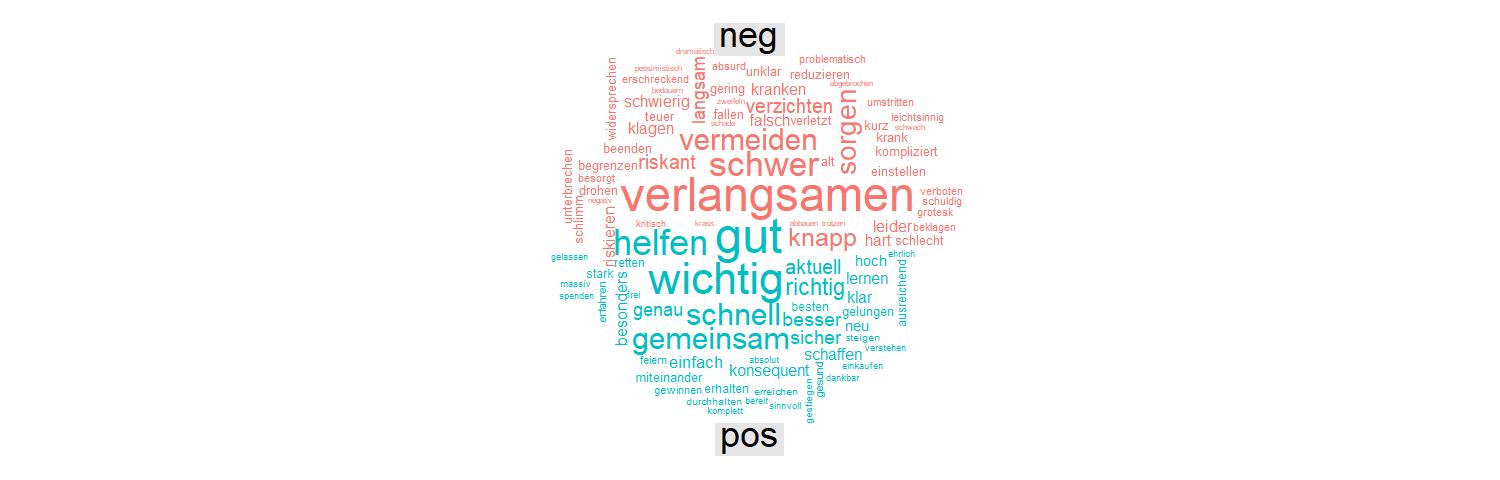 neg
dramatisch
pessimistisch
absurd
unklar
problematisch
erschreckend
reduzieren
abgebrochen
widersprechen
langsam
bedauern
gering
kranken
schwierig
zweifeln
verzichten
sorgen
umstritten
teuer
fallen
leichtsinnig
klagen
schade
falsch
verletzt
kurz
schwach
vermeiden
krank
beenden
kompliziert
begrenzen
riskant
schwer
alt
einstellen
unterbrechen
besorgt
drohen
verlangsamen
verboten
negativ
schuldig
grotesk
schlimm
riskieren
kritisch
krass
abbauen
trotzen
leider
beklagen
knapp
hart
schlecht
helfen
gut
gelassen
retten
aktuell
hoch
ehrlich
stark
wichtig
lernen
ausreichend
massiv
richtig
spenden
erfahren
frei
klar
besonders
genau
schnell
besten
gelungen
besser
neu
gemeinsam
sicher
steigen
schaffen
verstehen
feiern
einfach
absolut
konsequent
einkaufen
miteinander
gesund
dankbar
gewinnen
erhalten
erreichen
durchhalten
bereit
sinnvoll
gestiegen
komplett
pos